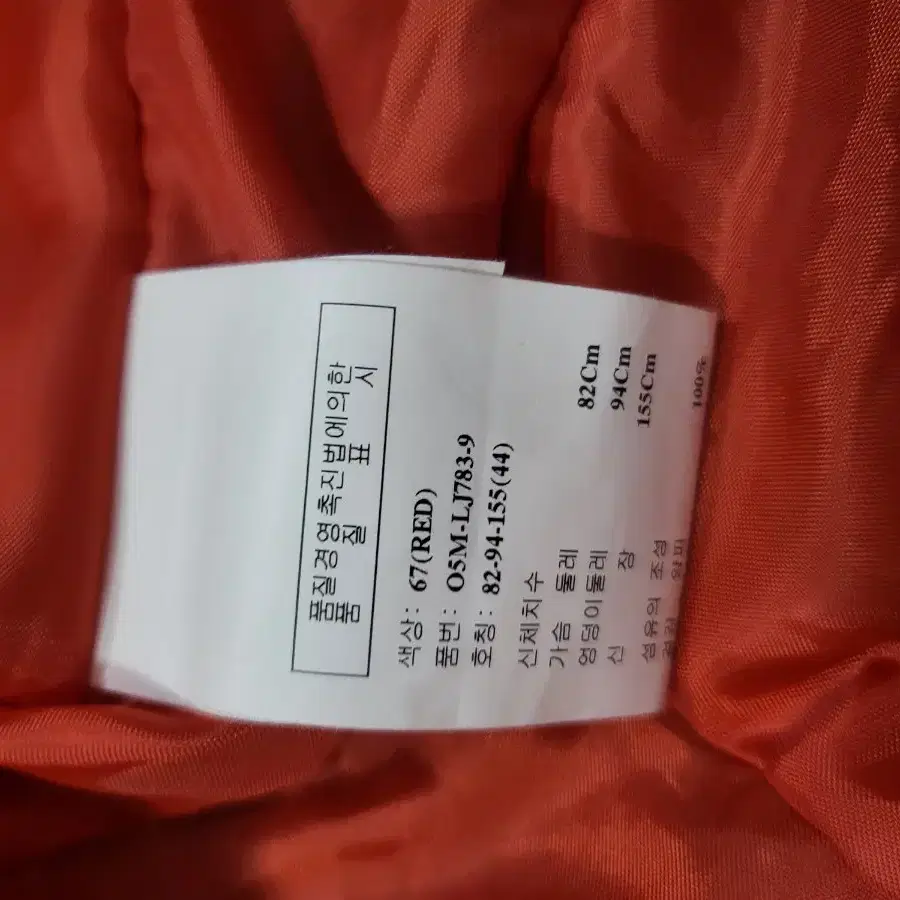 품질경영촉진법에의한
품 질 표 시
색상: 67(RED)
품번: O5M-LJ783-9
호칭: 82-94-155(44)
신체치수
가슴 둘레 82Cm
엉덩이둘레 94Cm
신 장 155Cm
섬유의 조성
겉감 100%